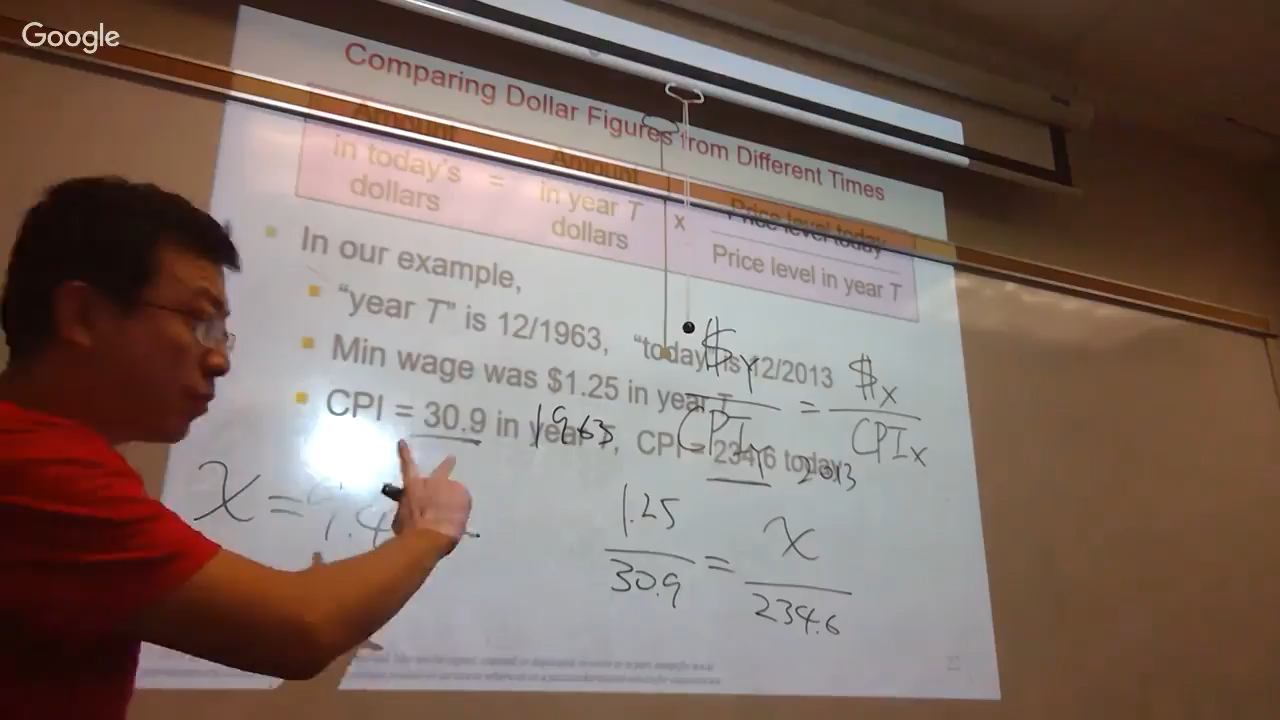 Google
Comparing Dollar Figures from Different Times
Amount in today's dollars = Amount in year T dollars x Price level today / Price level in year T
In our example,
"year T" is 12/1963, "today" is 12/2013
Min wage was $1.25 in year T
CPI = 30.9 in year , CPI = 234.6 today
1963
2013
$Y / CPIY = $X / CPIX
1.25 / 30.9 = x / 234.6
x = 9.4